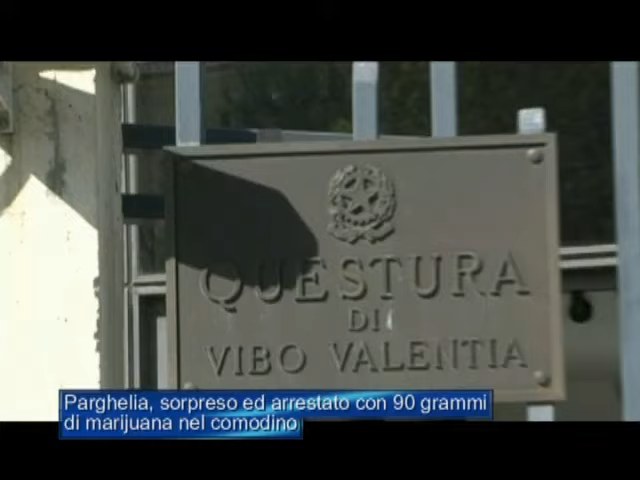 QUESTURA
DI
VIBO VALENTIA
Parghelia, sorpreso ed arrestato con 90 grammi
di marijuana nel comodino